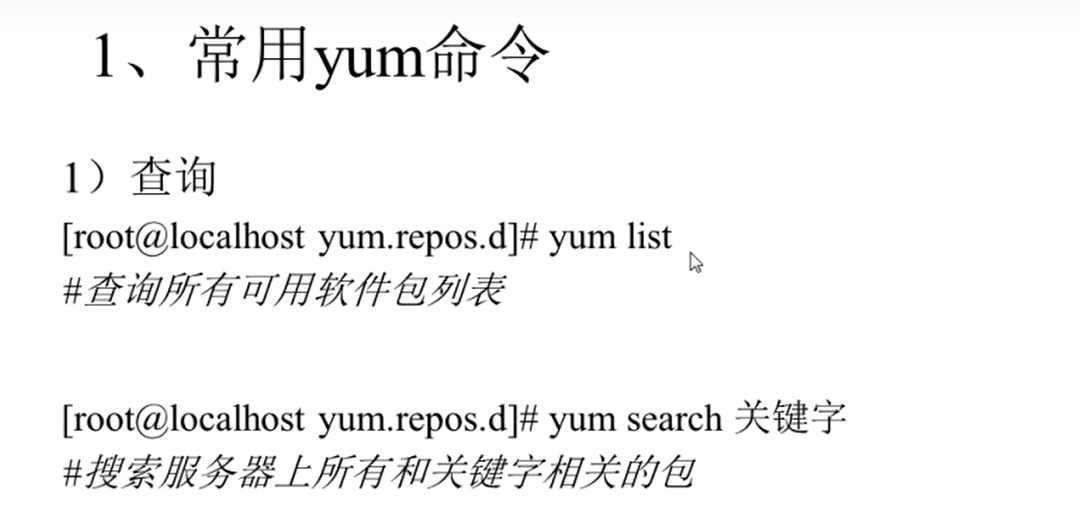 1、常用yum命令
1）查询
[root@localhost yum.repos.d]# yum list
#查询所有可用软件包列表
[root@localhost yum.repos.d]# yum search 关键字
#搜索服务器上所有和关键字相关的包